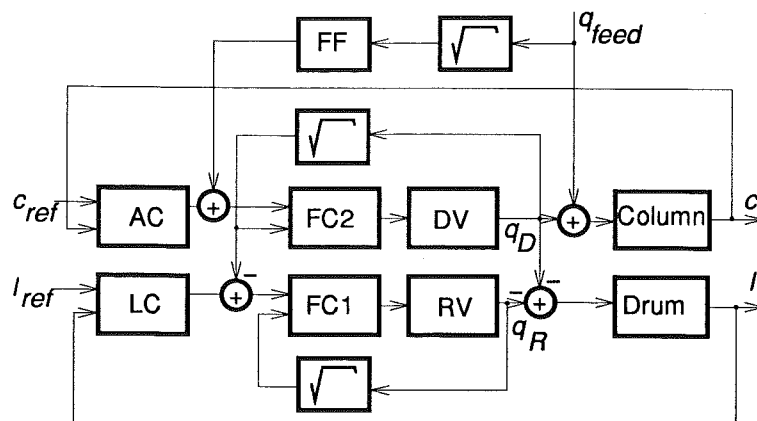 q_feed
FF √
√
c_ref AC + FC2 DV q_D + Column c
− − −
l_ref LC + FC1 RV q_R + Drum l
√